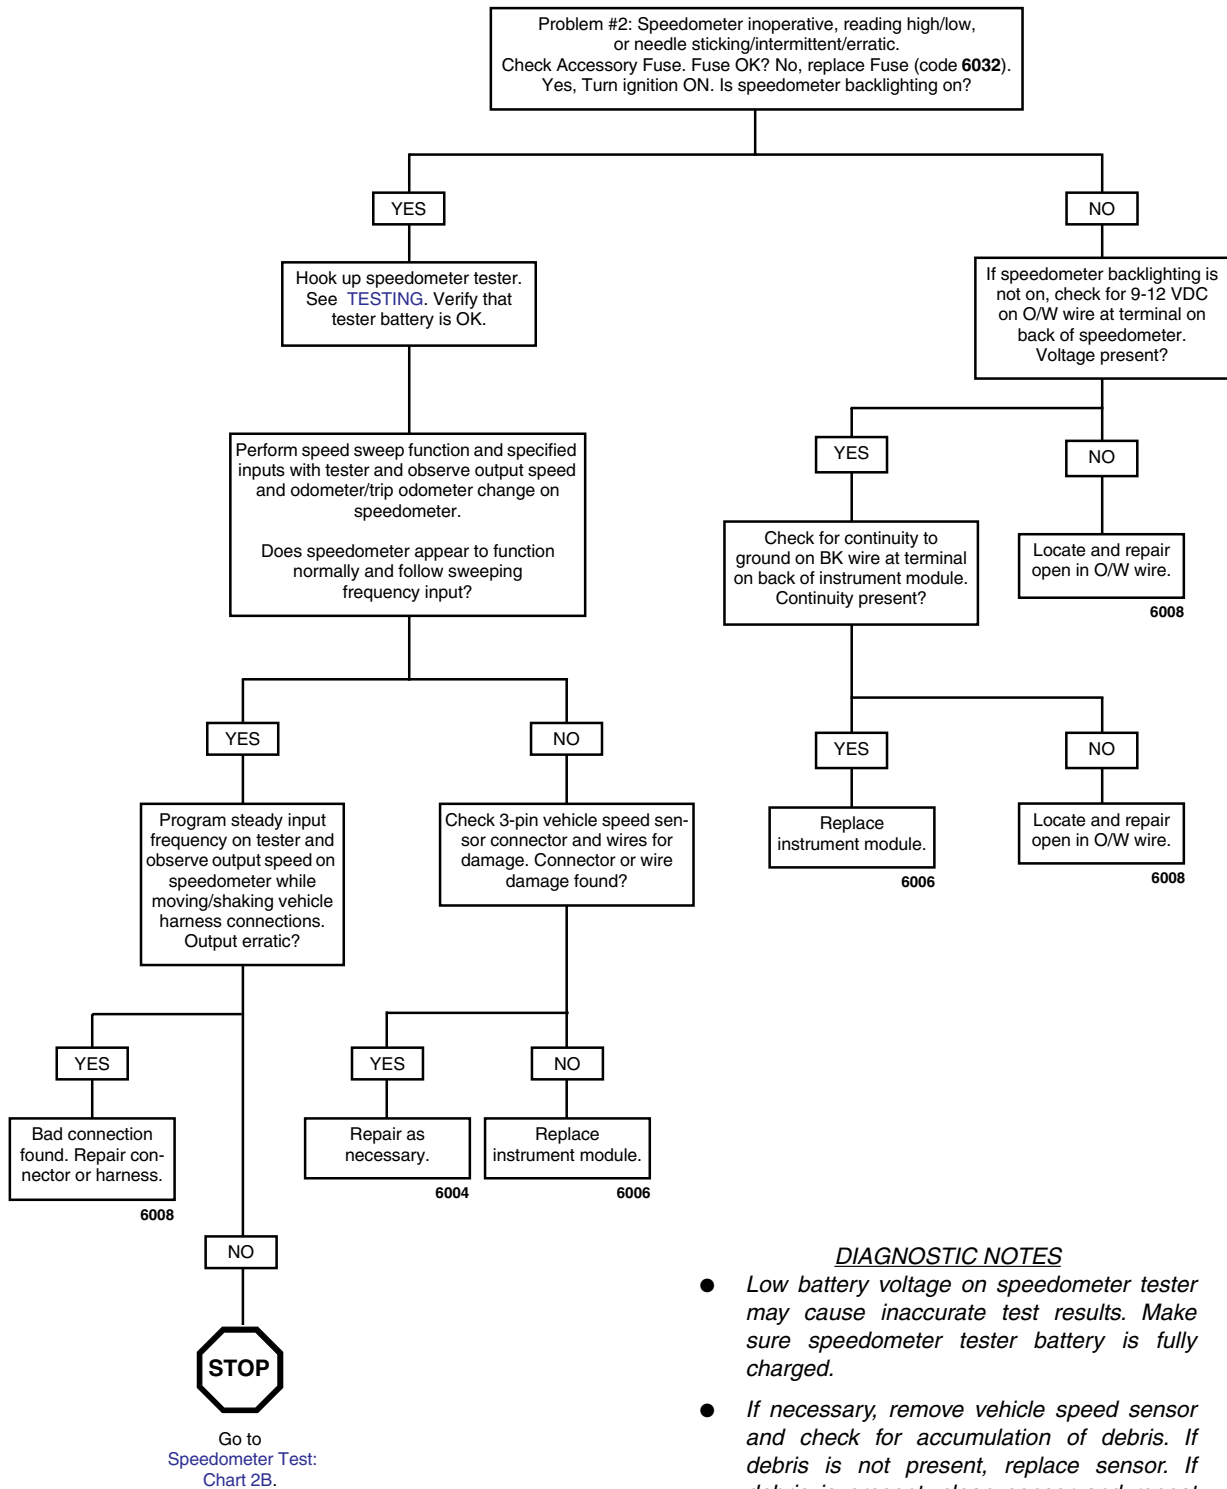 Problem #2: Speedometer inoperative, reading high/low,
or needle sticking/intermittent/erratic.
Check Accessory Fuse. Fuse OK? No, replace Fuse (code 6032).
Yes, Turn ignition ON. Is speedometer backlighting on?
YES
NO
Hook up speedometer tester.
See TESTING. Verify that
tester battery is OK.
If speedometer backlighting is
not on, check for 9-12 VDC
on O/W wire at terminal on
back of speedometer.
Voltage present?
Perform speed sweep function and specified
inputs with tester and observe output speed
and odometer/trip odometer change on
speedometer.
Does speedometer appear to function
normally and follow sweeping
frequency input?
YES
NO
Check for continuity to
ground on BK wire at terminal
on back of instrument module.
Continuity present?
Locate and repair
open in O/W wire.
6008
YES
NO
YES
NO
Program steady input
frequency on tester and
observe output speed on
speedometer while
moving/shaking vehicle
harness connections.
Output erratic?
Check 3-pin vehicle speed sen-
sor connector and wires for
damage. Connector or wire
damage found?
Replace
instrument module.
6006
Locate and repair
open in O/W wire.
6008
YES
YES
NO
Bad connection
found. Repair con-
nector or harness.
6008
Repair as
necessary.
6004
Replace
instrument module.
6006
NO
STOP
Go to
Speedometer Test:
Chart 2B.
DIAGNOSTIC NOTES
● Low battery voltage on speedometer tester
may cause inaccurate test results. Make
sure speedometer tester battery is fully
charged.
● If necessary, remove vehicle speed sensor
and check for accumulation of debris. If
debris is not present, replace sensor. If
debris is present, clean sensor and repeat